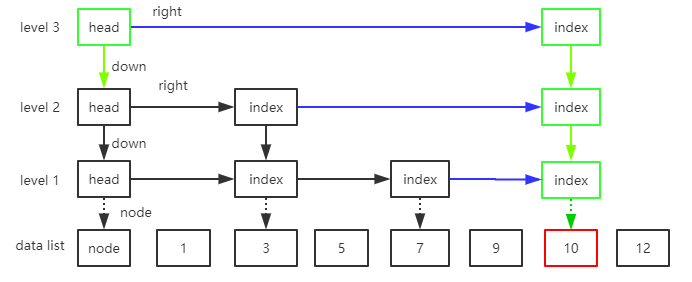 right
level 3 head index
down
right
level 2 head index index
down
level 1 head index index index
node
data list node 1 3 5 7 9 10 12